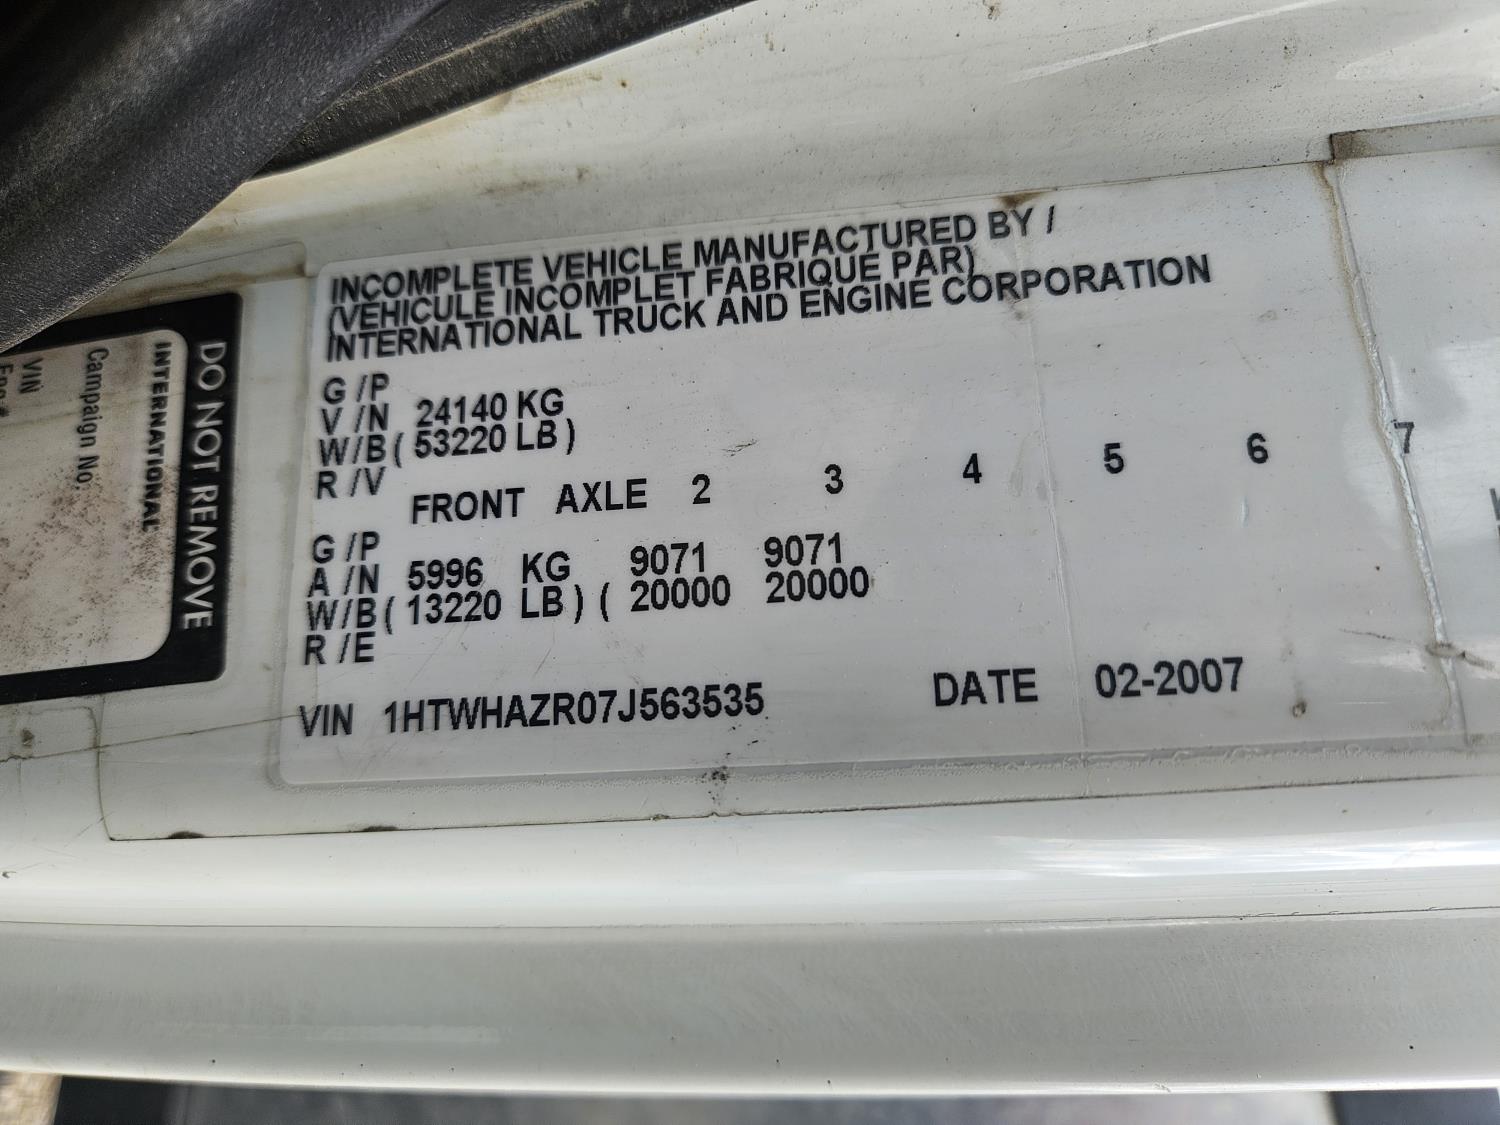 INCOMPLETE VEHICLE MANUFACTURED BY /
(VEHICULE INCOMPLET FABRIQUE PAR)
INTERNATIONAL TRUCK AND ENGINE CORPORATION
G /P
V /N 24140 KG
W/B ( 53220 LB )
R /V
FRONT AXLE 2 3 4 5 6 7
G /P
A /N 5996 KG 9071 9071
W/B ( 13220 LB ) ( 20000 20000
R /E
VIN 1HTWHAZR07J563535 DATE 02-2007
DO NOT REMOVE
INTERNATIONAL
Campaign No.
VIN